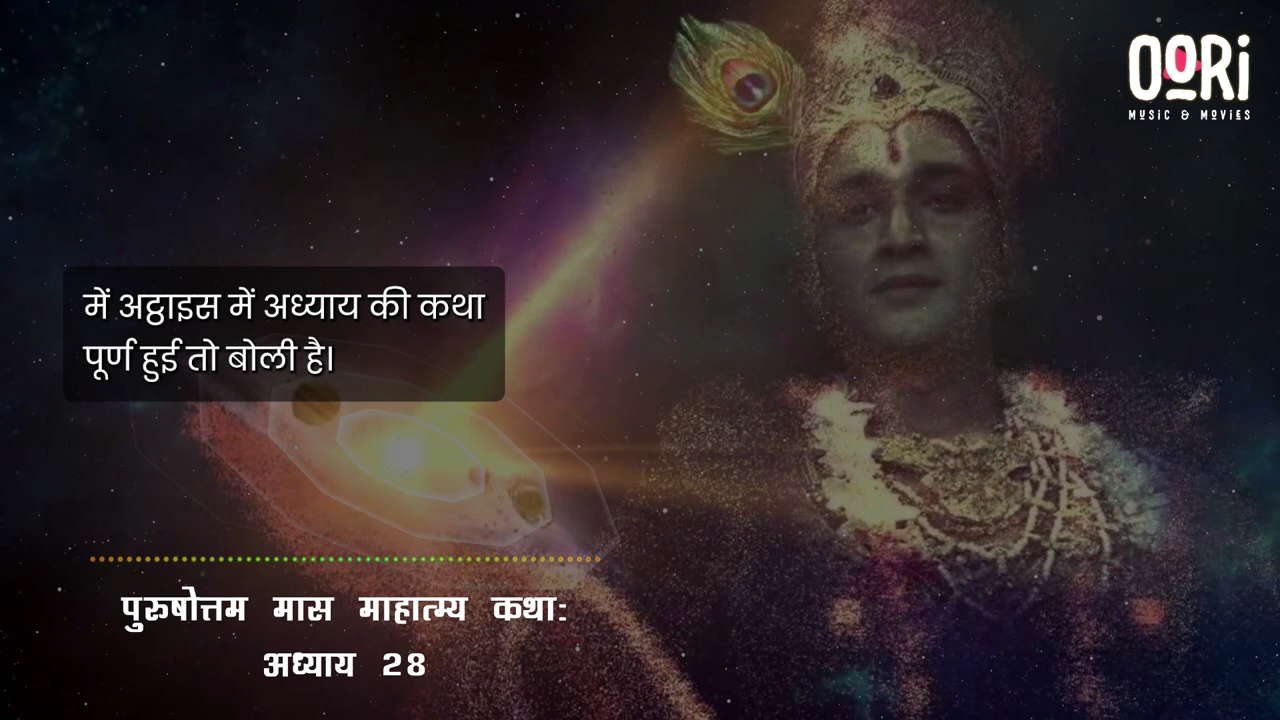 OORi
MUSIC & MOVIES
में अट्ठाइस में अध्याय की कथा
पूर्ण हुई तो बोली है।
पुरुषोत्तम मास माहात्म्य कथा:
अध्याय 28